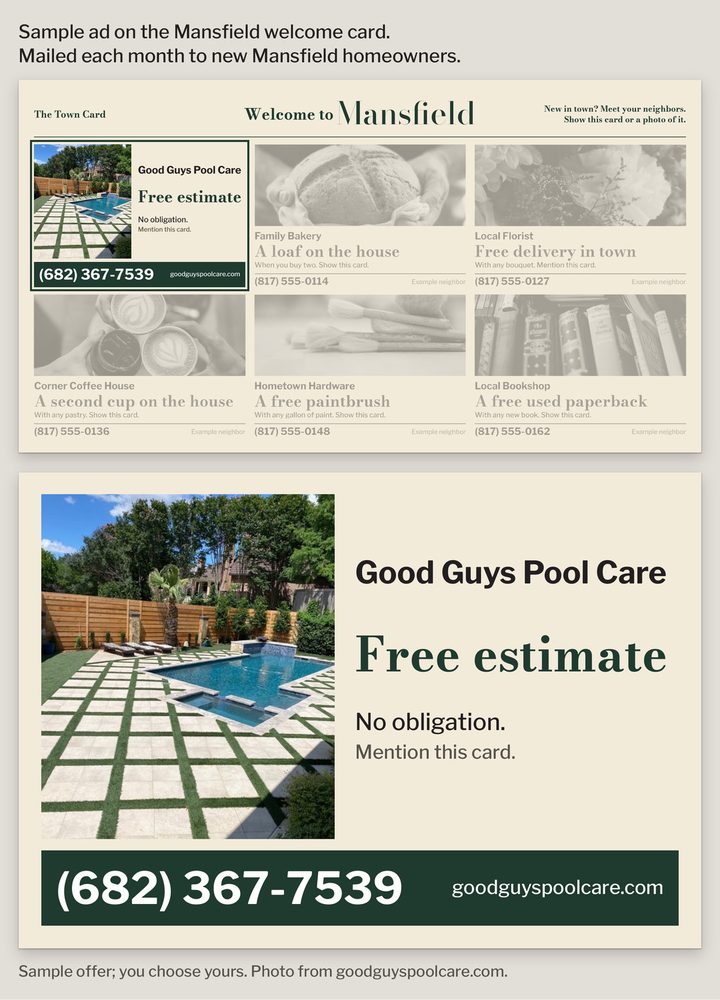 Sample ad on the Mansfield welcome card.
Mailed each month to new Mansfield homeowners.
The Town Card
Welcome to Mansfield
New in town? Meet your neighbors.
Show this card or a photo of it.
Good Guys Pool Care
Free estimate
No obligation.
Mention this card.
(682) 367-7539 goodguyspoolcare.com
Family Bakery
A loaf on the house
When you buy two. Show this card.
(817) 555-0114 Example neighbor
Local Florist
Free delivery in town
With any bouquet. Mention this card.
(817) 555-0127 Example neighbor
Corner Coffee House
A second cup on the house
With any pastry. Show this card.
(817) 555-0136 Example neighbor
Hometown Hardware
A free paintbrush
With any gallon of paint. Show this card.
(817) 555-0148 Example neighbor
Local Bookshop
A free used paperback
With any new book. Show this card.
(817) 555-0162 Example neighbor
Good Guys Pool Care
Free estimate
No obligation.
Mention this card.
(682) 367-7539 goodguyspoolcare.com
Sample offer; you choose yours. Photo from goodguyspoolcare.com.